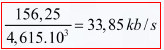 156,25
4,615.10³ = 33,85 kb / s